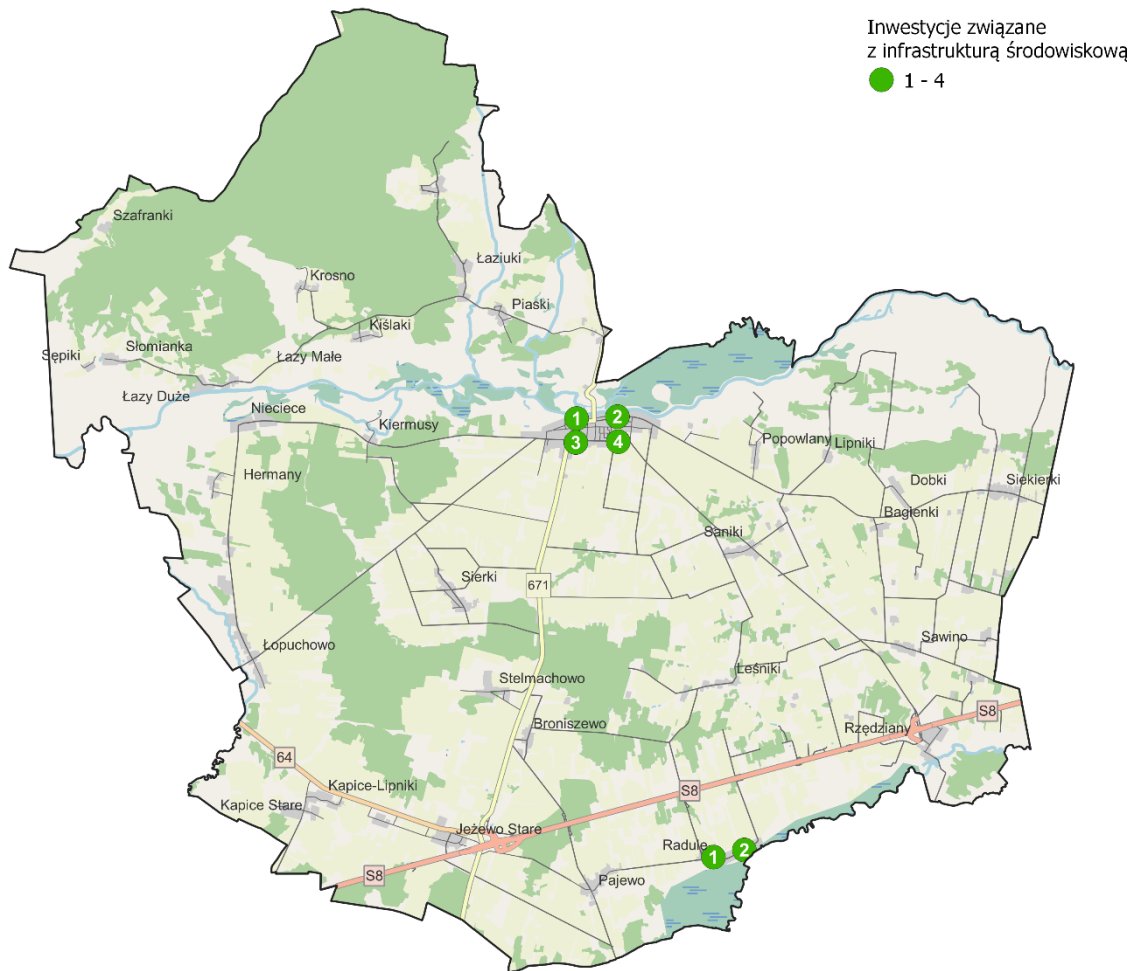 Inwestycje związane
z infrastrukturą środowiskową
1 - 4
Szafranki
Łaziuki
Krosno
Piaski
Kiślaki
Słomianka
Sępiki
Łazy Małe
Łazy Duże
Nieciece
Kiermusy
1
2
3
4
Popowlany
Lipniki
Hermany
Dobki
Siekierki
Bagienki
Saniki
Sierki
671
Sawino
Łopuchowo
Leśniki
Stelmachowo
S8
Broniszewo
Rzędziany
64
Kapice-Lipniki
S8
Kapice Stare
Jeżewo Stare
Radule
1
2
S8
Pajewo